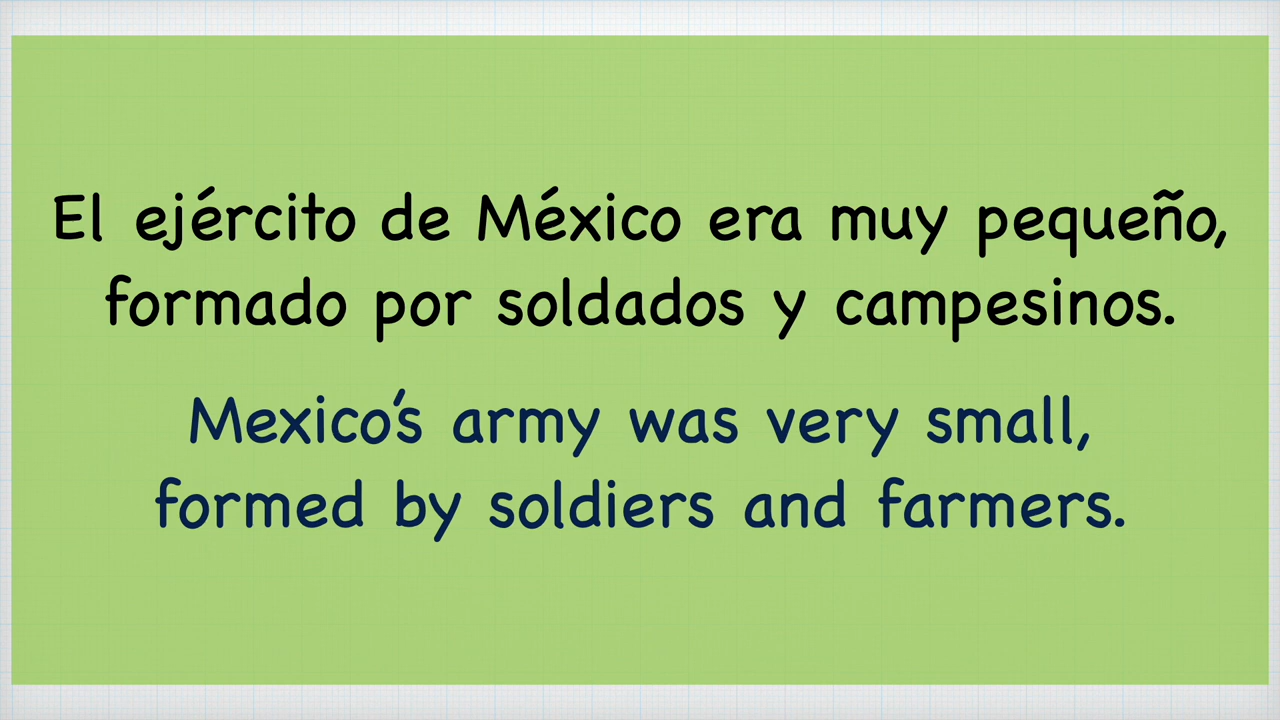 El ejército de México era muy pequeño,
formado por soldados y campesinos.
Mexico's army was very small,
formed by soldiers and farmers.